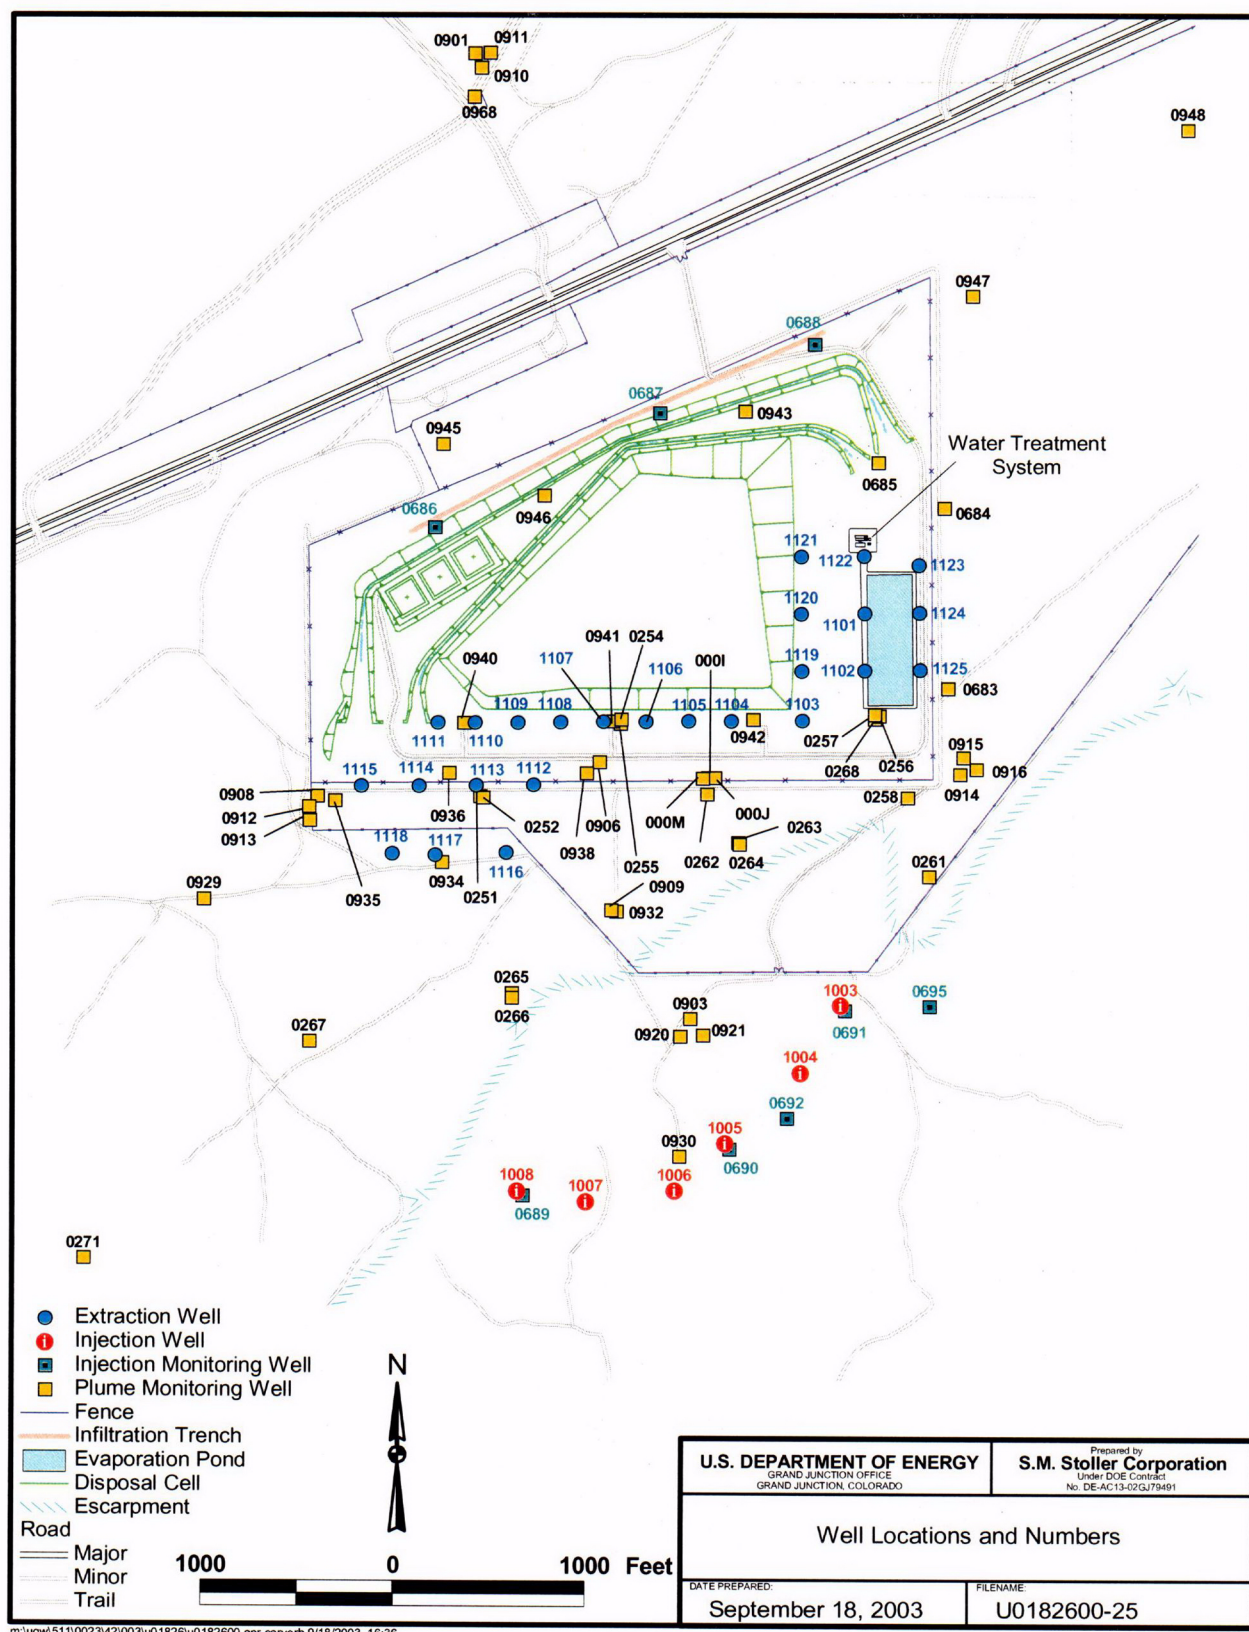 0901
0911
0910
0968
0948
0947
0688
0687
0943
0945
Water Treatment
System
0685
0946
0686
0684
1121
1122
1123
1120
1101
1124
0941
0254
000I
1119
1102
1125
0940
1107
1106
0683
1109
1108
1105
1104
1103
1111
1110
0942
0257
0256
0268
0915
0916
0914
1115
1114
1113
1112
0908
0912
0913
0936
0252
0906
000M
000J
0258
0938
0262
0263
0264
1118
1117
1116
0255
0934
0251
0261
0929
0935
0909
0932
0265
0266
0267
1003
0695
0903
0920
0921
0691
1004
0692
1005
0930
0690
1008
1007
1006
0689
0271
Extraction Well
i Injection Well
Injection Monitoring Well
Plume Monitoring Well
Fence
Infiltration Trench
Evaporation Pond
Disposal Cell
Escarpment
Road
Major
Minor
Trail
N
1000 0 1000 Feet
U.S. DEPARTMENT OF ENERGY
GRAND JUNCTION OFFICE
GRAND JUNCTION, COLORADO
Prepared by
S.M. Stoller Corporation
Under DOE Contract
No. DE-AC13-02GJ79491
Well Locations and Numbers
DATE PREPARED:
September 18, 2003
FILENAME:
U0182600-25